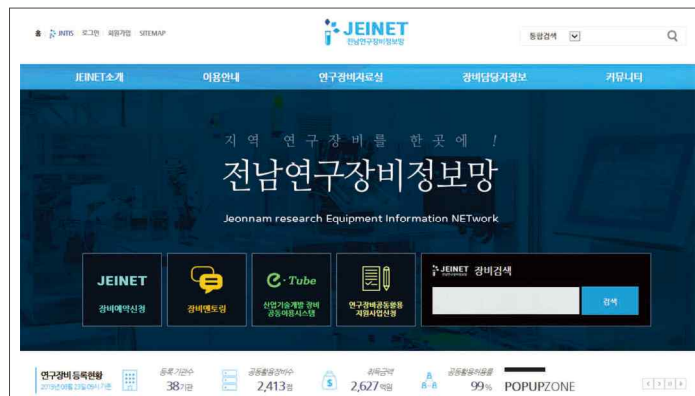 홈 JNTIS 로그인 회원가입 SITEMAP
JEINET
전남연구장비정보망
통합검색
JEINET소개 이용안내 연구장비자료실 장비담당자정보 커뮤니티
지역 연구장비를 한곳에 !
전남연구장비정보망
Jeonnam research Equipment Information NETwork
JEINET
장비예약신청
장비멘토링
e·Tube
산업기술개발 장비
공동이용시스템
연구장비공동활용
지원사업신청
JEINET 장비검색
검색
연구장비 등록현황
등록기관수
38기관
공동활용장비수
2,413점
취득금액
2,627억원
공동활용허용률
99%
POPUPZONE